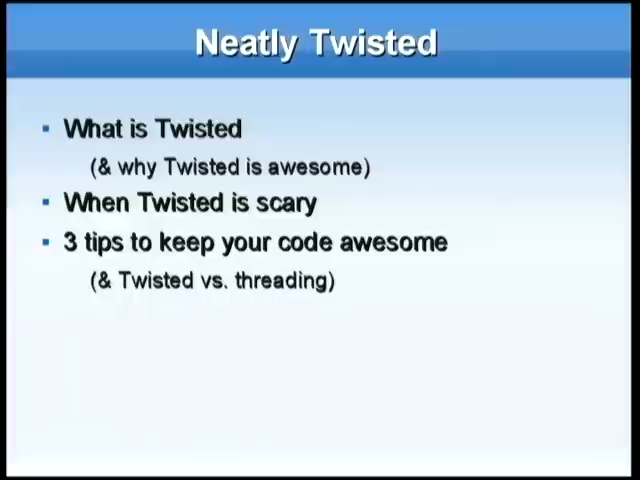 Neatly Twisted
What is Twisted
(& why Twisted is awesome)
When Twisted is scary
3 tips to keep your code awesome
(& Twisted vs. threading)